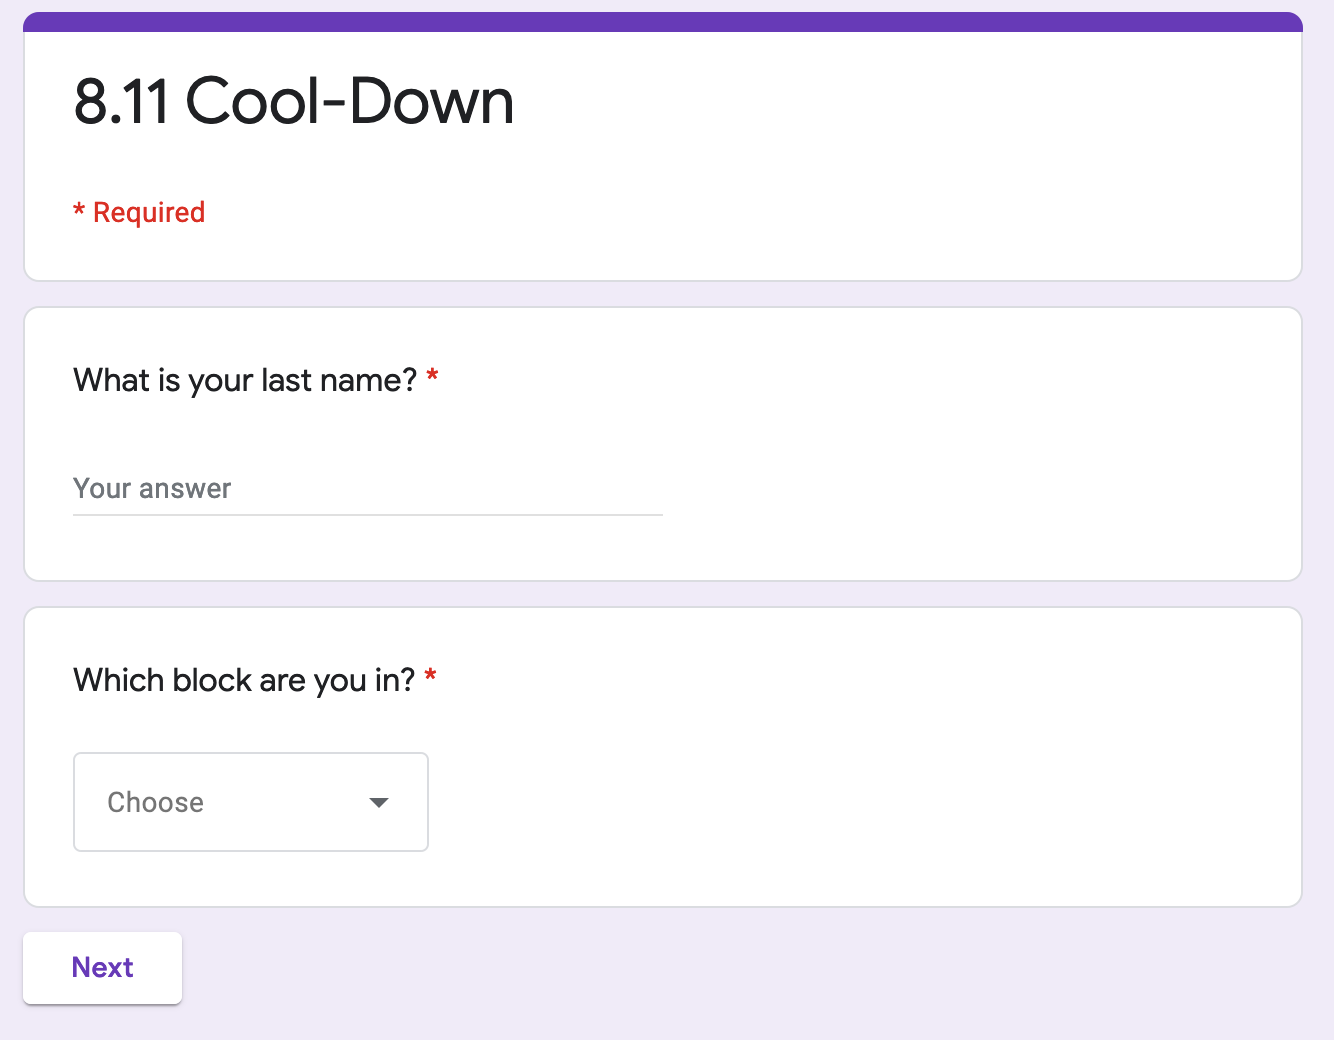 8.11 Cool-Down
* Required
What is your last name? *
Your answer
Which block are you in? *
Choose
Next